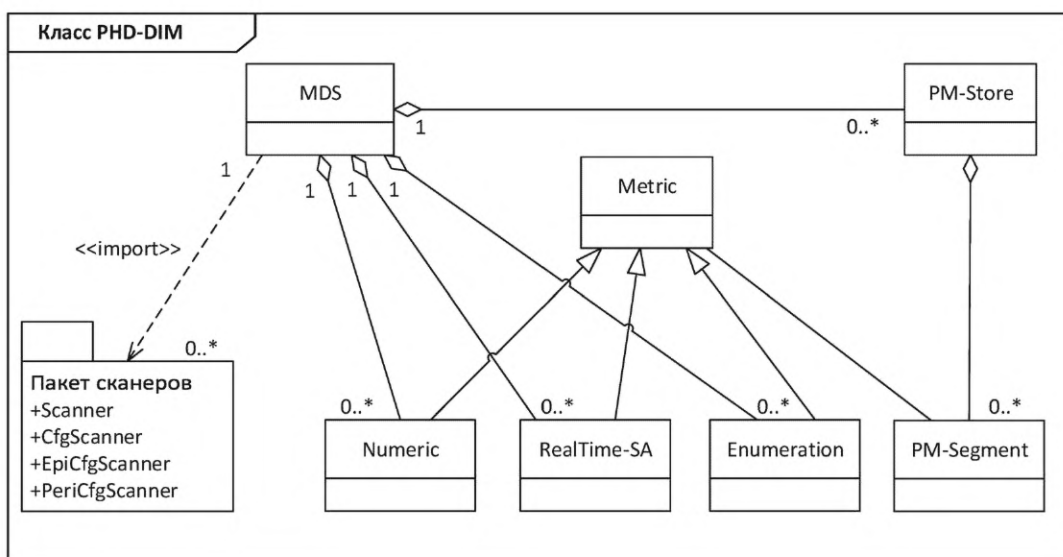 Класс PHD-DIM
MDS
PM-Store
1
0..*
1
1
1
1
Metric
<<import>>
0..*
Пакет сканеров
+Scanner
+CfgScanner
+EpiCfgScanner
+PeriCfgScanner
0..*
0..*
0..*
0..*
Numeric
RealTime-SA
Enumeration
PM-Segment